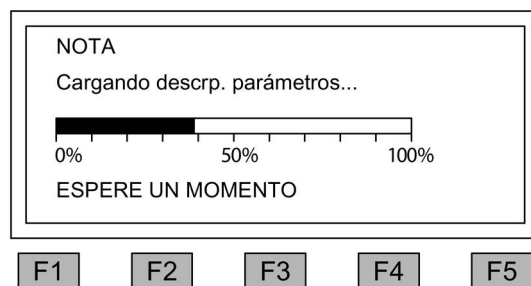 NOTA
Cargando descrp. parámetros...
0% 50% 100%
ESPERE UN MOMENTO
F1 F2 F3 F4 F5